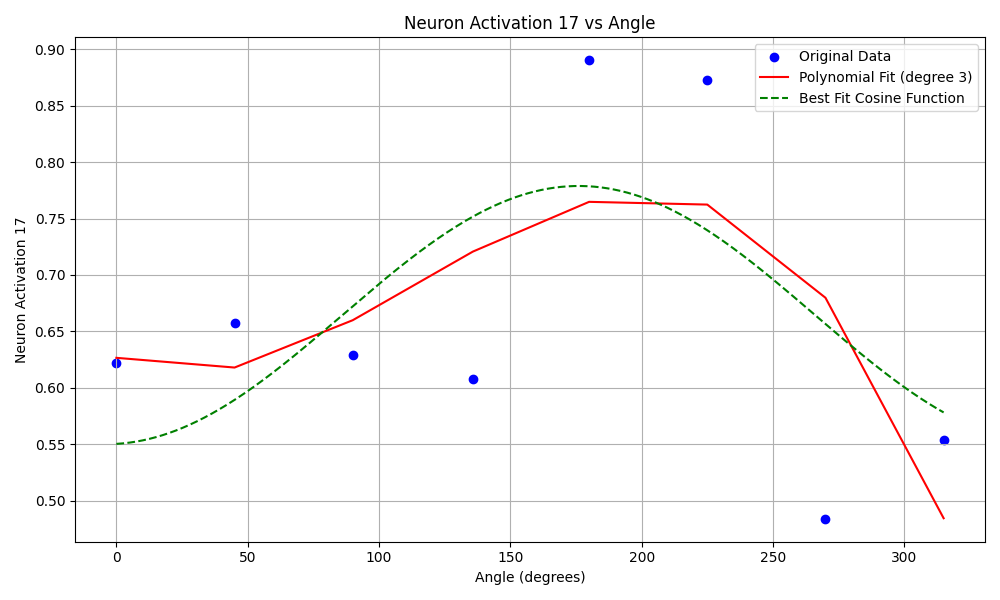 Neuron Activation 17 vs Angle
Original Data
Polynomial Fit (degree 3)
Best Fit Cosine Function
0.90
0.85
0.80
0.75
0.70
0.65
0.60
0.55
0.50
Neuron Activation 17
0
50
100
150
200
250
300
Angle (degrees)